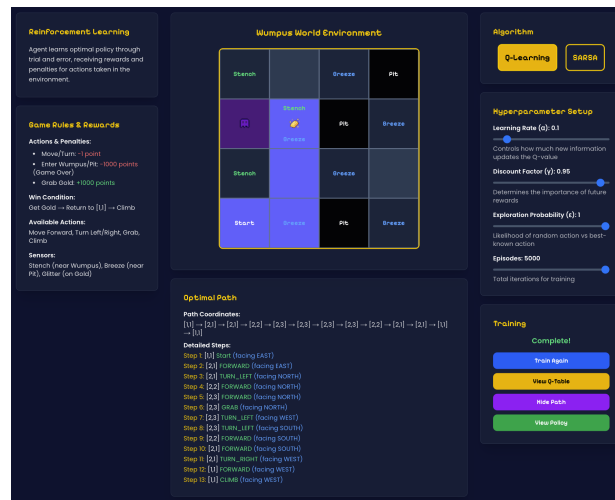 Reinforcement Learning
Agent learns optimal policy through
trial and error, receiving rewards and
penalties for actions taken in the
environment.
Game Rules & Rewards
Actions & Penalties:
• Move/Turn: -1 point
• Enter Wumpus/Pit: -1000 points
(Game Over)
• Grab Gold: +1000 points
Win Condition:
Get Gold → Return to [1,1] → Climb
Available Actions:
Move Forward, Turn Left/Right, Grab,
Climb
Sensors:
Stench (near Wumpus), Breeze (near
Pit), Glitter (on Gold)
Wumpus World Environment
Stench
Breeze
Pit
Stench
Breeze
Pit
Breeze
Stench
Breeze
Start
Breeze
Pit
Breeze
Optimal Path
Path Coordinates:
[1,1] → [2,1] → [2,1] → [2,2] → [2,3] → [2,3] → [2,3] → [2,3] → [2,2] → [2,1] → [2,1] → [1,1]
→ [1,1]
Detailed Steps:
Step 1: [1,1] Start (facing EAST)
Step 2: [2,1] FORWARD (facing EAST)
Step 3: [2,1] TURN_LEFT (facing NORTH)
Step 4: [2,2] FORWARD (facing NORTH)
Step 5: [2,3] FORWARD (facing NORTH)
Step 6: [2,3] GRAB (facing NORTH)
Step 7: [2,3] TURN_LEFT (facing WEST)
Step 8: [2,3] TURN_LEFT (facing SOUTH)
Step 9: [2,2] FORWARD (facing SOUTH)
Step 10: [2,1] FORWARD (facing SOUTH)
Step 11: [2,1] TURN_RIGHT (facing WEST)
Step 12: [1,1] FORWARD (facing WEST)
Step 13: [1,1] CLIMB (facing WEST)
Algorithm
Q-Learning
SARSA
Hyperparameter Setup
Learning Rate (α): 0.1
Controls how much new information
updates the Q-value
Discount Factor (γ): 0.95
Determines the importance of future
rewards
Exploration Probability (ε): 1
Likelihood of random action vs best-
known action
Episodes: 5000
Total iterations for training
Training
Complete!
Train Again
View Q-Table
Hide Path
View Policy